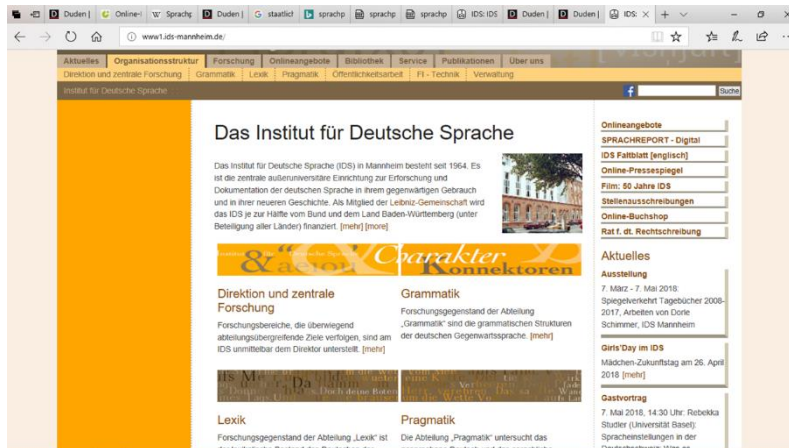 Duden |
Online-
Sprache
Duden |
staatlich
sprachp
sprachp
sprachp
IDS: IDS
Duden |
Duden |
IDS:
www1.ids-mannheim.de/
Aktuelles Organisationsstruktur Forschung Onlineangebote Bibliothek Service Publikationen Über uns
Direktion und zentrale Forschung Grammatik Lexik Pragmatik Öffentlichkeitsarbeit FI - Technik Verwaltung
Institut für Deutsche Sprache
Suche
Das Institut für Deutsche Sprache
Das Institut für Deutsche Sprache (IDS) in Mannheim besteht seit 1964. Es
ist die zentrale außeruniversitäre Einrichtung zur Erforschung und
Dokumentation der deutschen Sprache in ihrem gegenwärtigen Gebrauch
und in ihrer neueren Geschichte. Als Mitglied der Leibniz-Gemeinschaft wird
das IDS je zur Hälfte vom Bund und dem Land Baden-Württemberg (unter
Beteiligung aller Länder) finanziert. [mehr] [more]
& aeiou
Charakter
Konnektoren
Direktion und zentrale
Forschung
Forschungsbereiche, die überwiegend
abteilungsübergreifende Ziele verfolgen, sind am
IDS unmittelbar dem Direktor unterstellt. [mehr]
Grammatik
Forschungsgegenstand der Abteilung
„Grammatik" sind die grammatischen Strukturen
der deutschen Gegenwartssprache. [mehr]
Lexik
Forschungsgegenstand der Abteilung „Lexik" ist
Pragmatik
Die Abteilung „Pragmatik" untersucht das
Onlineangebote
SPRACHREPORT - Digital
IDS Faltblatt [englisch]
Online-Pressespiegel
Film: 50 Jahre IDS
Stellenausschreibungen
Online-Buchshop
Rat f. dt. Rechtschreibung
Aktuelles
Ausstellung
7. März - 7. Mai 2018:
Spiegelverkehrt Tagebücher 2008-
2017, Arbeiten von Dorle
Schimmer, IDS Mannheim
Girls'Day im IDS
Mädchen-Zukunftstag am 26. April
2018 [mehr]
Gastvortrag
7. Mai 2018, 14:30 Uhr: Rebekka
Studler (Universität Basel):
Spracheinstellungen in der